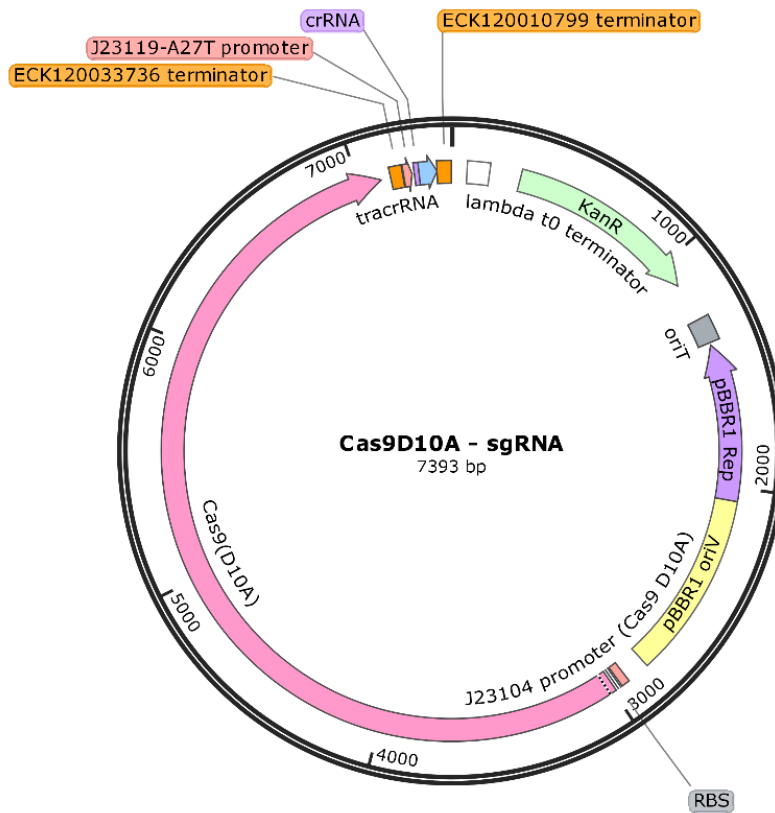 crRNA
ECK120010799 terminator
J23119-A27T promoter
ECK120033736 terminator
7000
tracrRNA
lambda t0 terminator
KanR
1000
oriT
pBBR1 Rep
2000
pBBR1 oriV
6000
Cas9D10A - sgRNA
7393 bp
Cas9(D10A)
5000
J23104 promoter (Cas9 D10A)
3000
4000
RBS